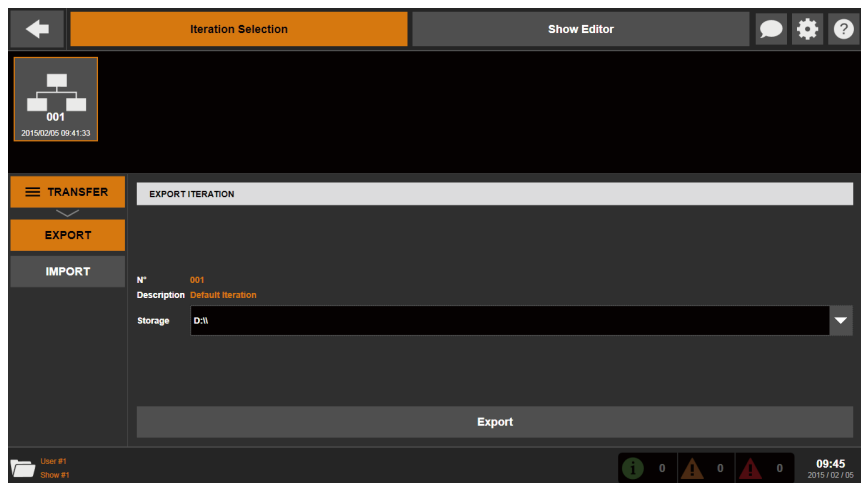 Iteration Selection
Show Editor
?
001
2015/02/05 09:41:33
TRANSFER
EXPORT
IMPORT
EXPORT ITERATION
N° 001
Description Default Iteration
Storage D:\\
Export
User #1
Show #1
i 0 ! 0 ! 0
09:45
2015 / 02 / 05